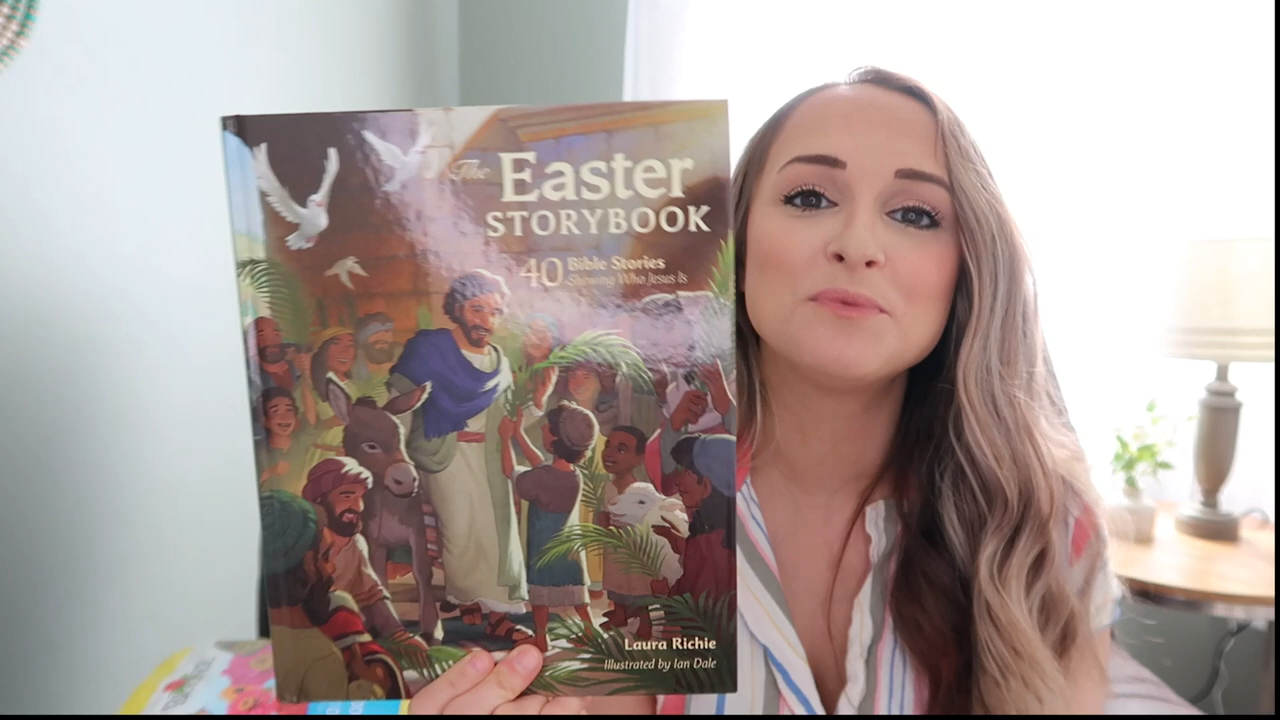 The Easter
STORYBOOK
40 Bible Stories
Showing Who Jesus Is
Laura Richie
Illustrated by Ian Dale